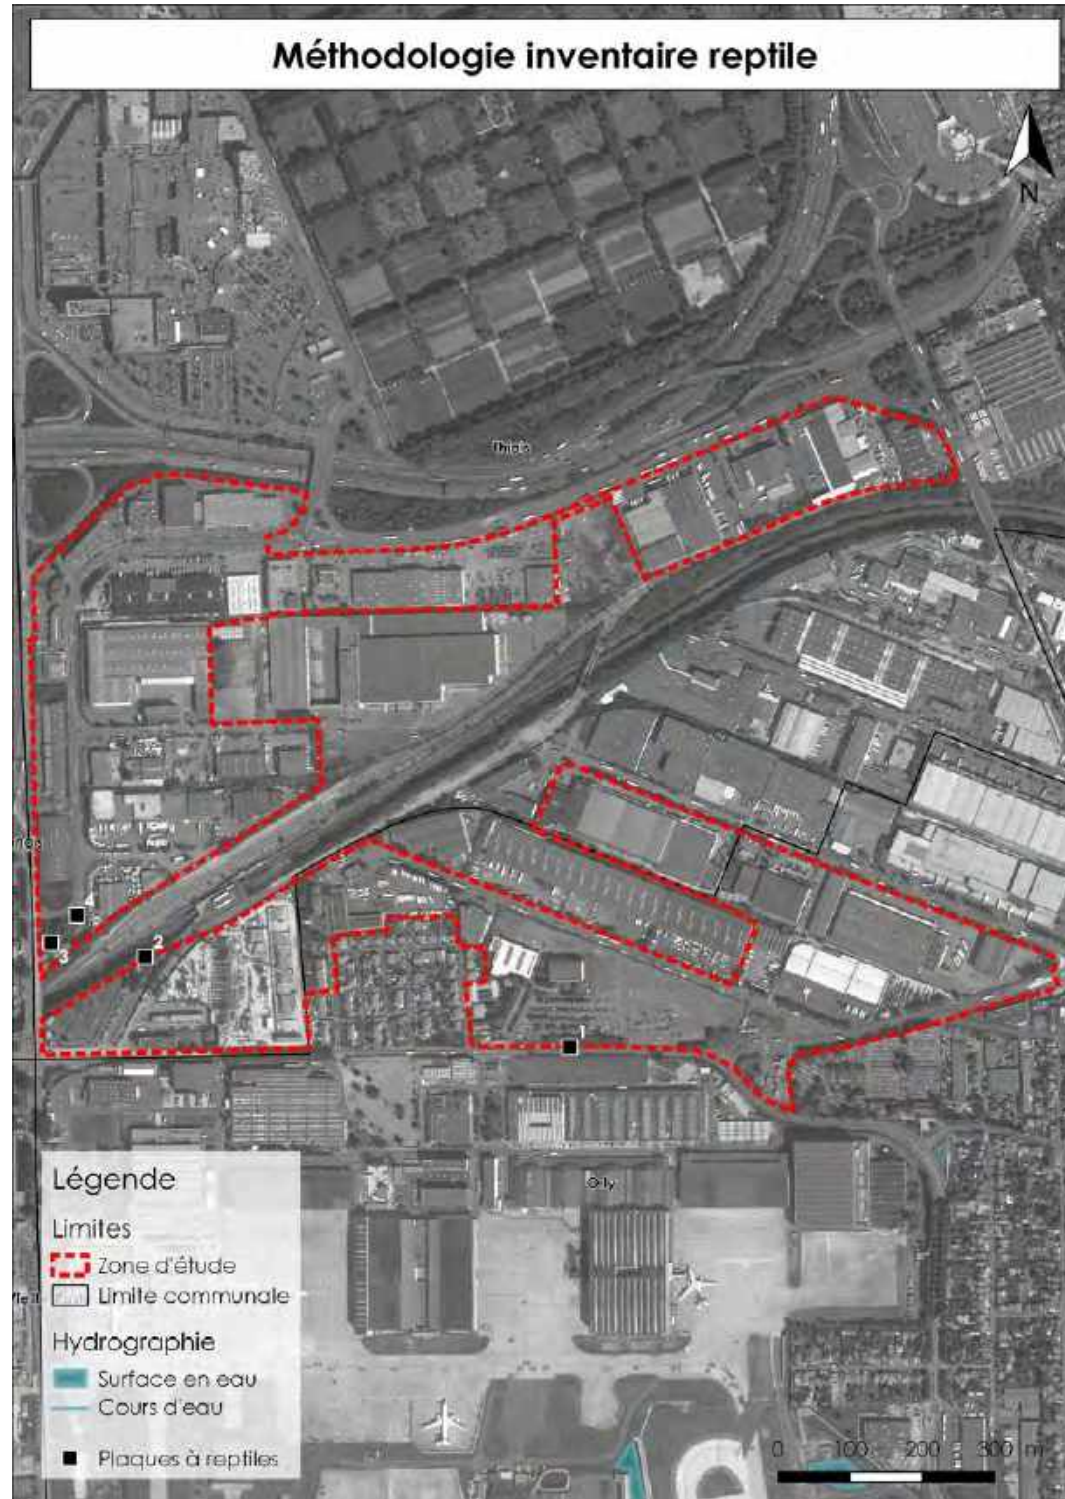 Méthodologie inventaire reptile
N
Thiais
4
3
2
1
Orly
Légende
Limites
Zone d'étude
Limite communale
Hydrographie
Surface en eau
Cours d'eau
Plaques à reptiles
0 100 200 300 m